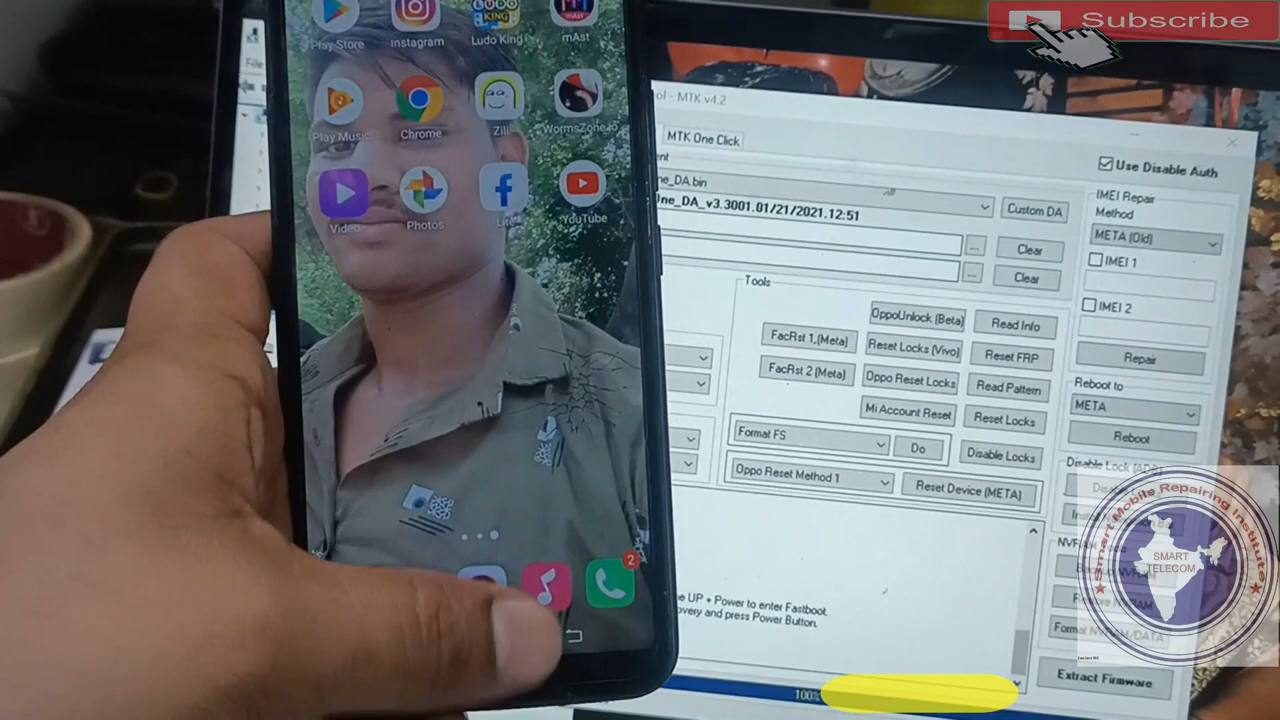 Subscribe
Play Store
Instagram
Ludo King
mAst
Play Music
Chrome
Zili
WormsZone.io
Video
Photos
Lite
YouTube
2
File
ol - MTK v4.2
MTK One Click
Use Disable Auth
ne_DA.bin
One_DA_v3.3001.01/21/2021.12:51
Custom DA
...
Clear
...
Clear
IMEI Repair
Method
META (Old)
IMEI 1
IMEI 2
Repair
Reboot to
META
Reboot
Disable Lock (ADB)
Tools
OppoUnlock (Beta)
Read Info
FacRst 1 (Meta)
Reset Locks (Vivo)
Reset FRP
FacRst 2 (Meta)
Oppo Reset Locks
Read Pattern
Mi Account Reset
Reset Locks
Format FS
Do
Disable Locks
Oppo Reset Method 1
Reset Device (META)
me UP + Power to enter Fastboot.
overy and press Power Button.
Format NVRAM/DATA
Extract Firmware
100%
Smart Mobile Repairing Institute
SMART
TELECOM